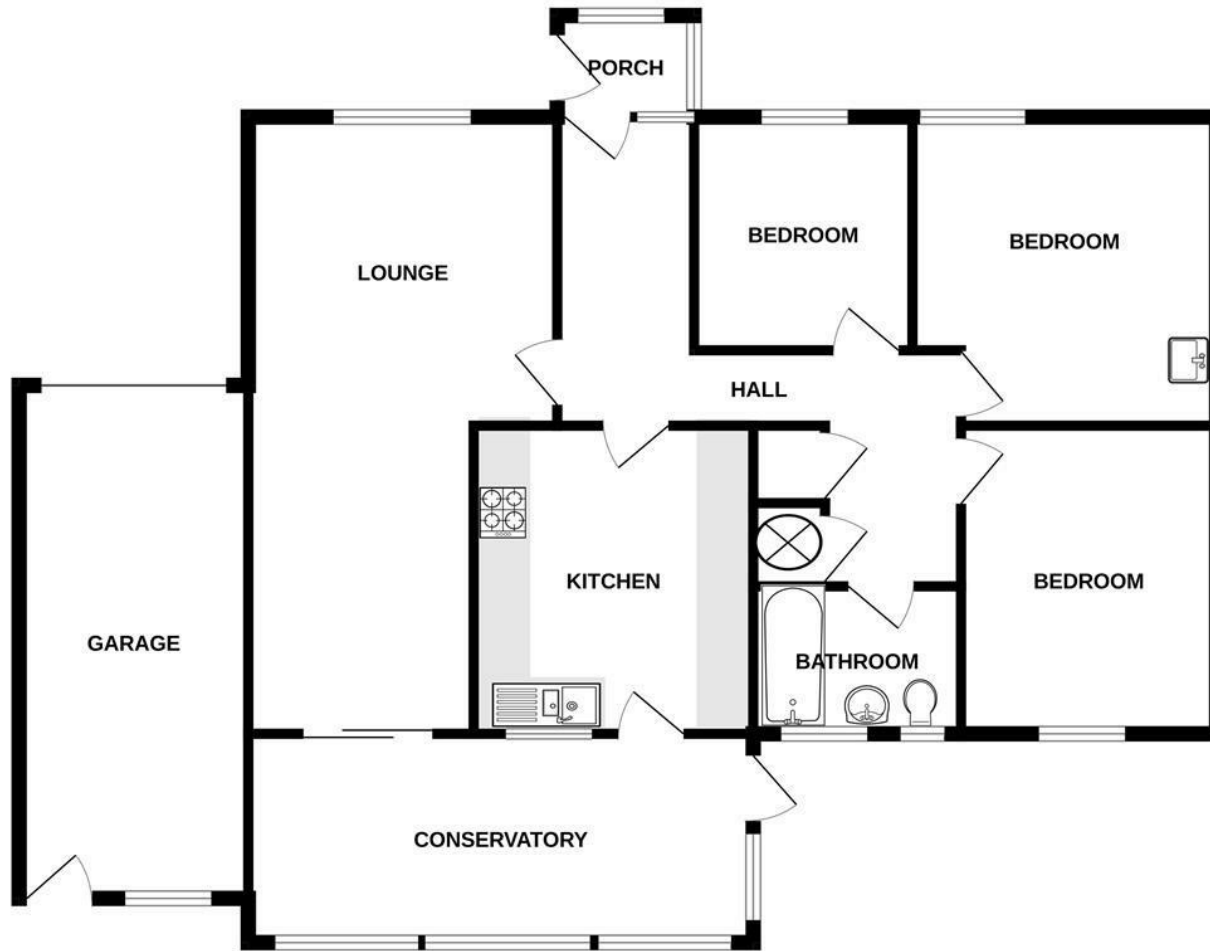 PORCH
BEDROOM
BEDROOM
LOUNGE
HALL
KITCHEN
BEDROOM
GARAGE
BATHROOM
CONSERVATORY